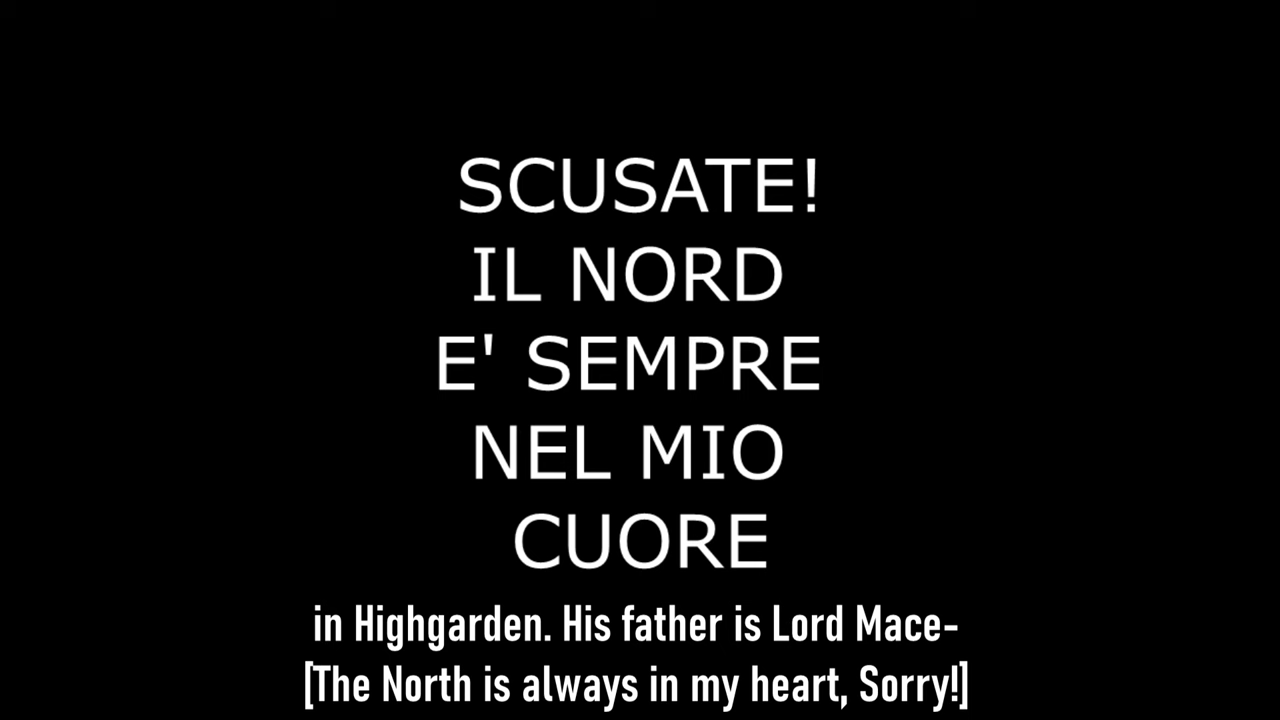 SCUSATE!
IL NORD
E' SEMPRE
NEL MIO
CUORE
in Highgarden. His father is Lord Mace-
[The North is always in my heart, Sorry!]